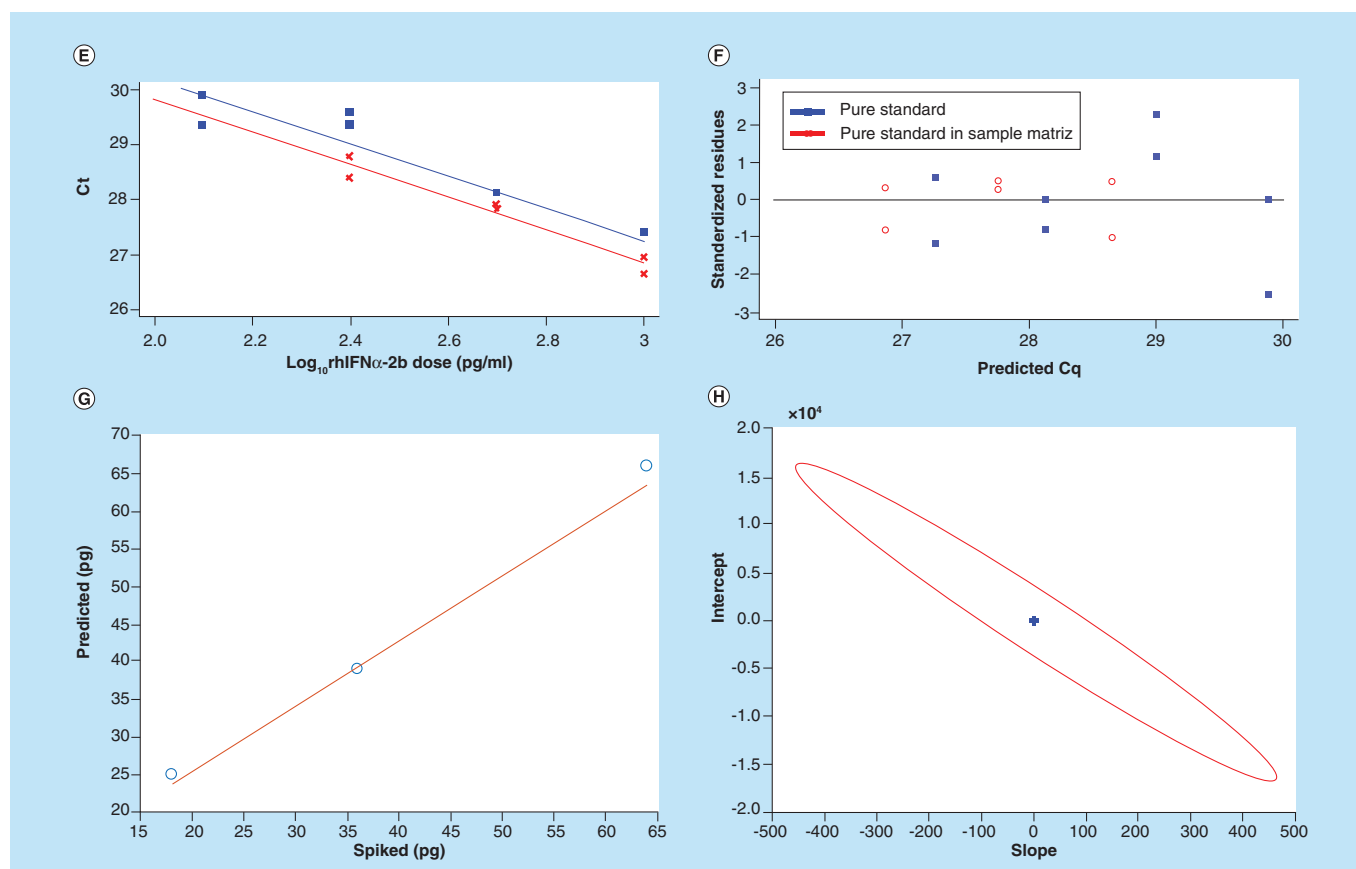 E
30
29
28
27
26
Ct
2.0 2.2 2.4 2.6 2.8 3
Log10rhIFNα-2b dose (pg/ml)
F
3
2
1
0
-1
-2
-3
Standerdized residues
Pure standard
Pure standard in sample matriz
26 27 28 29 30
Predicted Cq
G
70
65
60
55
50
45
40
35
30
25
20
Predicted (pg)
15 20 25 30 35 40 45 50 55 60 65
Spiked (pg)
H
×10⁴
2.0
1.5
1.0
0.5
0.0
-0.5
-1.0
-1.5
-2.0
Intercept
-500 -400 -300 -200 -100 0 100 200 300 400 500
Slope